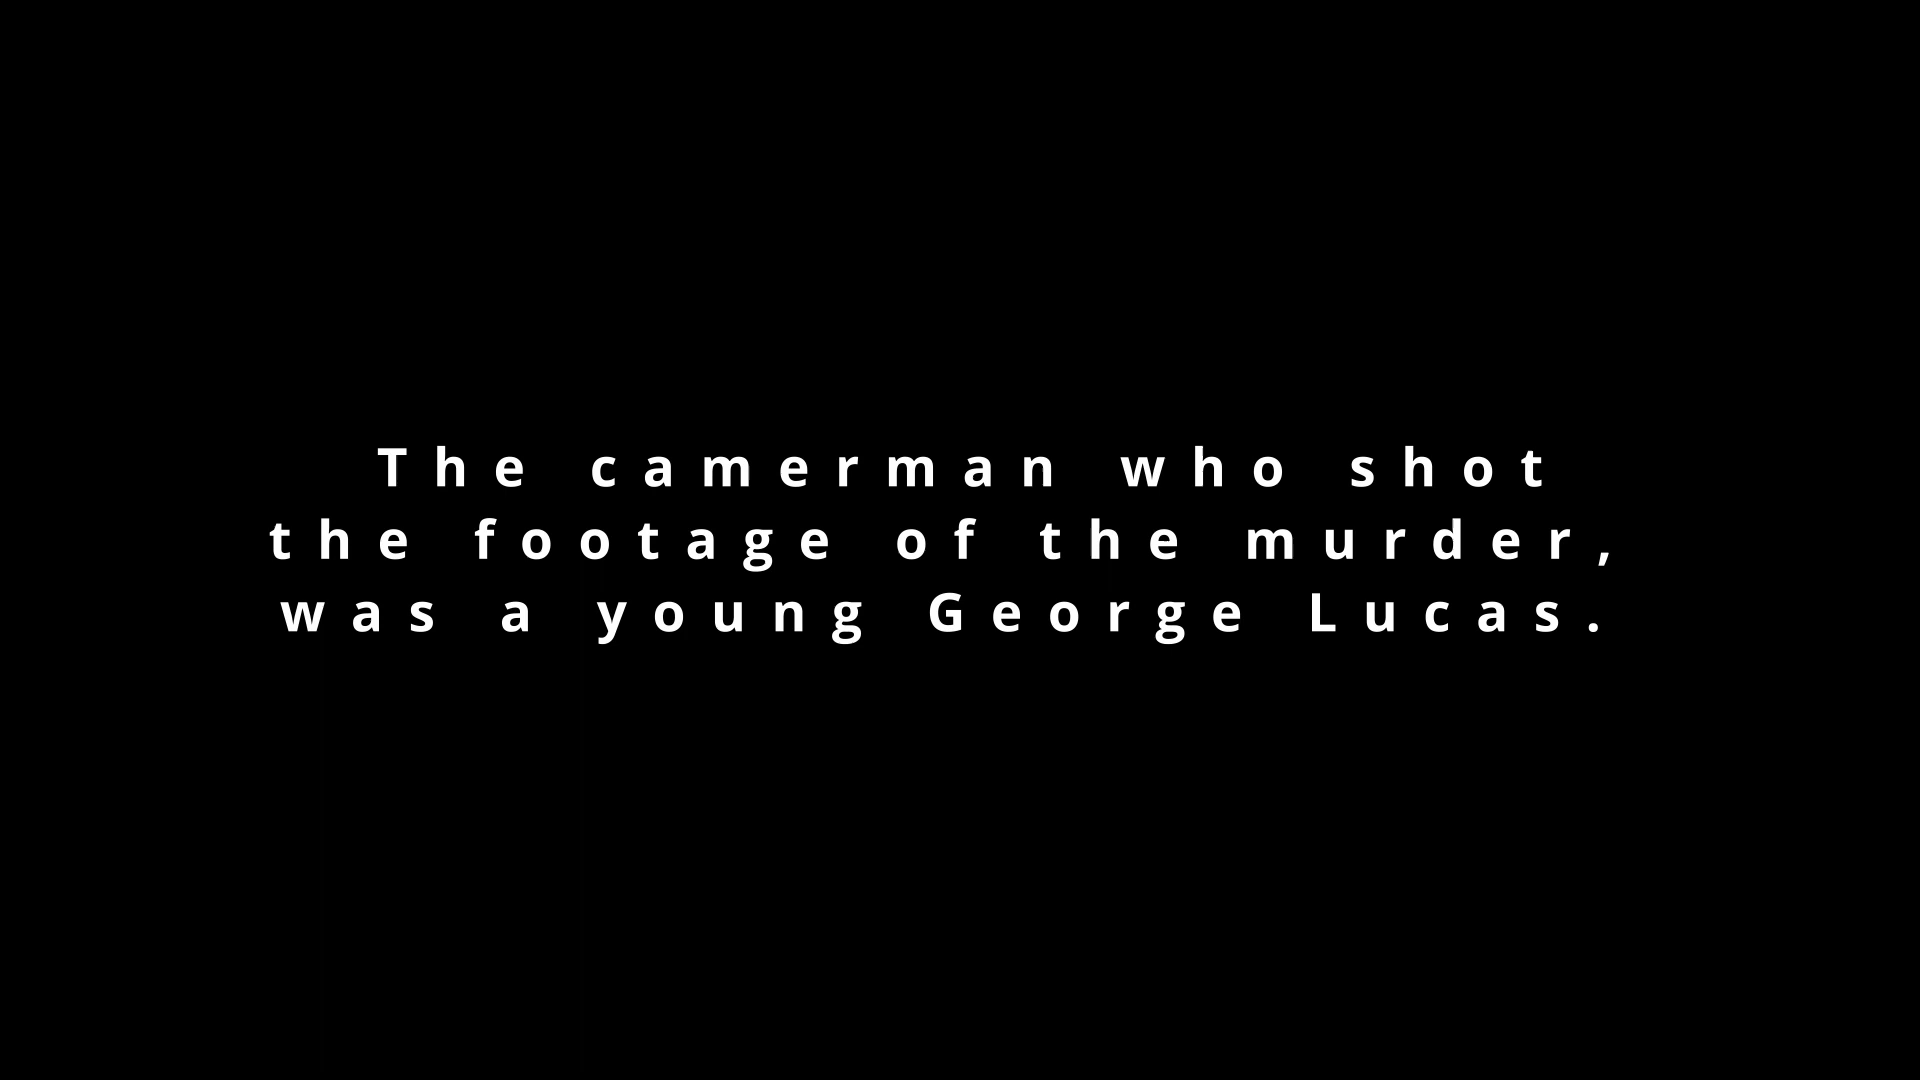 The camerman who shot
the footage of the murder,
was a young George Lucas.